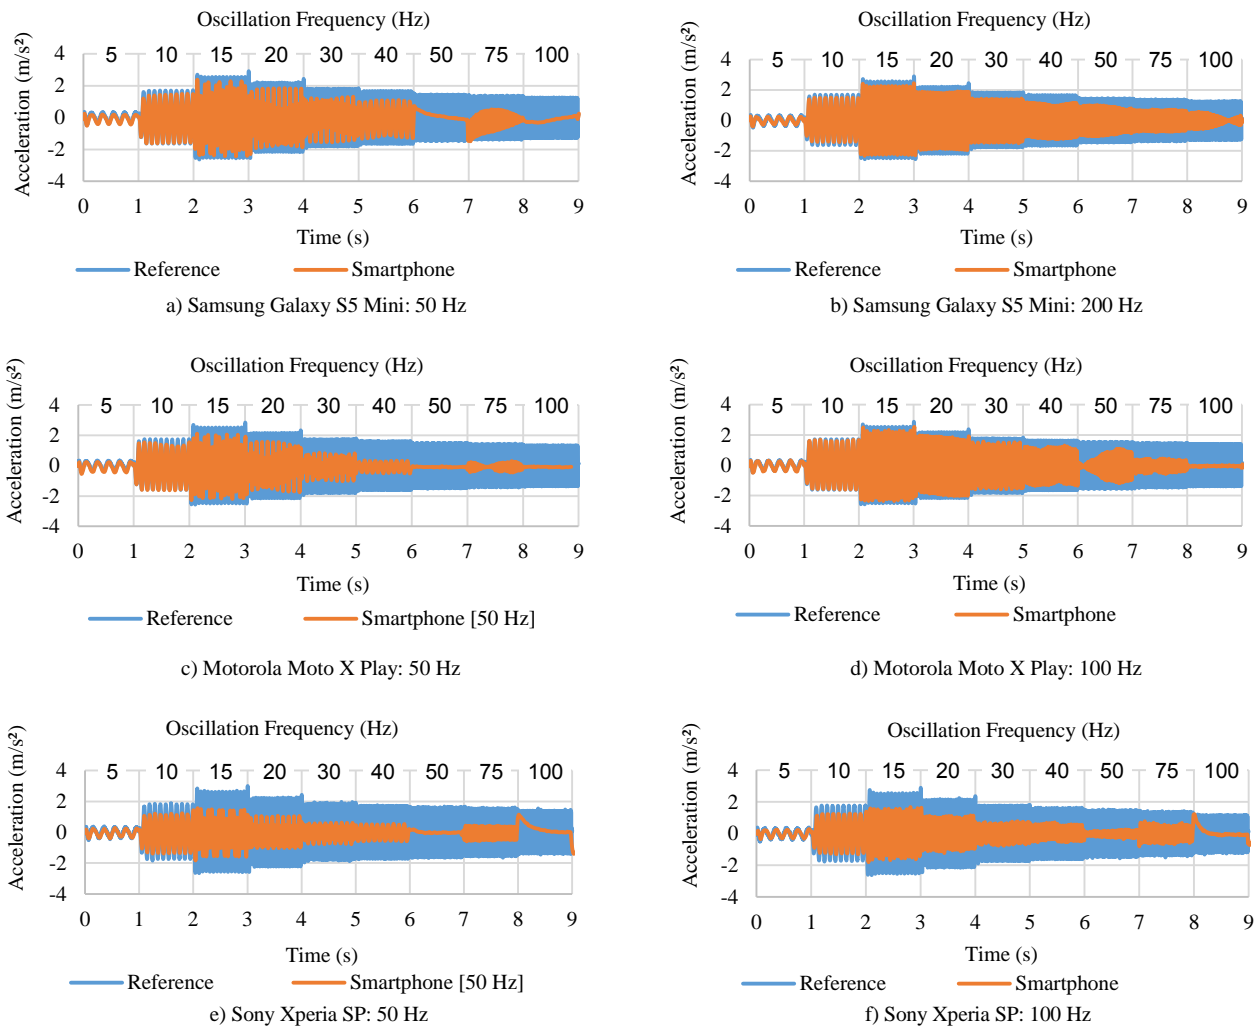 Oscillation Frequency (Hz)
5 10 15 20 30 40 50 75 100
Acceleration (m/s²)
4
2
0
-2
-4
0 1 2 3 4 5 6 7 8 9
Time (s)
Reference Smartphone
a) Samsung Galaxy S5 Mini: 50 Hz
Oscillation Frequency (Hz)
5 10 15 20 30 40 50 75 100
Acceleration (m/s²)
4
2
0
-2
-4
0 1 2 3 4 5 6 7 8 9
Time (s)
Reference Smartphone
b) Samsung Galaxy S5 Mini: 200 Hz
Oscillation Frequency (Hz)
5 10 15 20 30 40 50 75 100
Acceleration (m/s²)
4
2
0
-2
-4
0 1 2 3 4 5 6 7 8 9
Time (s)
Reference Smartphone [50 Hz]
c) Motorola Moto X Play: 50 Hz
Oscillation Frequency (Hz)
5 10 15 20 30 40 50 75 100
Acceleration (m/s²)
4
2
0
-2
-4
0 1 2 3 4 5 6 7 8 9
Time (s)
Reference Smartphone
d) Motorola Moto X Play: 100 Hz
Oscillation Frequency (Hz)
5 10 15 20 30 40 50 75 100
Acceleration (m/s²)
4
2
0
-2
-4
0 1 2 3 4 5 6 7 8 9
Time (s)
Reference Smartphone [50 Hz]
e) Sony Xperia SP: 50 Hz
Oscillation Frequency (Hz)
5 10 15 20 30 40 50 75 100
Acceleration (m/s²)
4
2
0
-2
-4
0 1 2 3 4 5 6 7 8 9
Time (s)
Reference Smartphone
f) Sony Xperia SP: 100 Hz